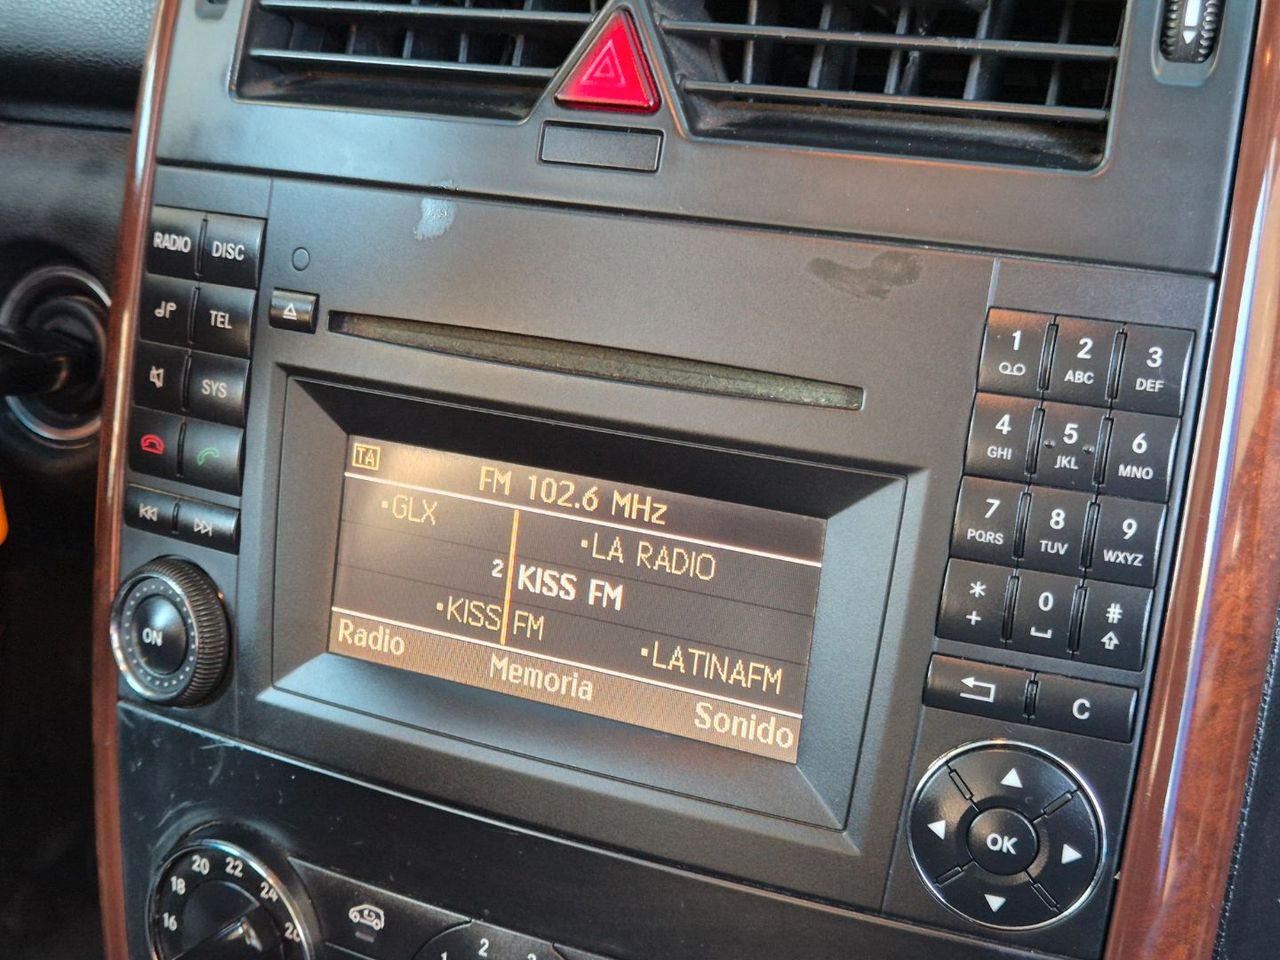 RADIO DISC
TEL
SYS
TA
FM 102.6 MHz
·GLX
·LA RADIO
2 KISS FM
·KISS FM
·LATINAFM
Radio Memoria Sonido
ON
1 2 ABC 3 DEF
4 GHI 5 JKL 6 MNO
7 PQRS 8 TUV 9 WXYZ
* + 0 #
C
OK
16 18 20 22 24
2